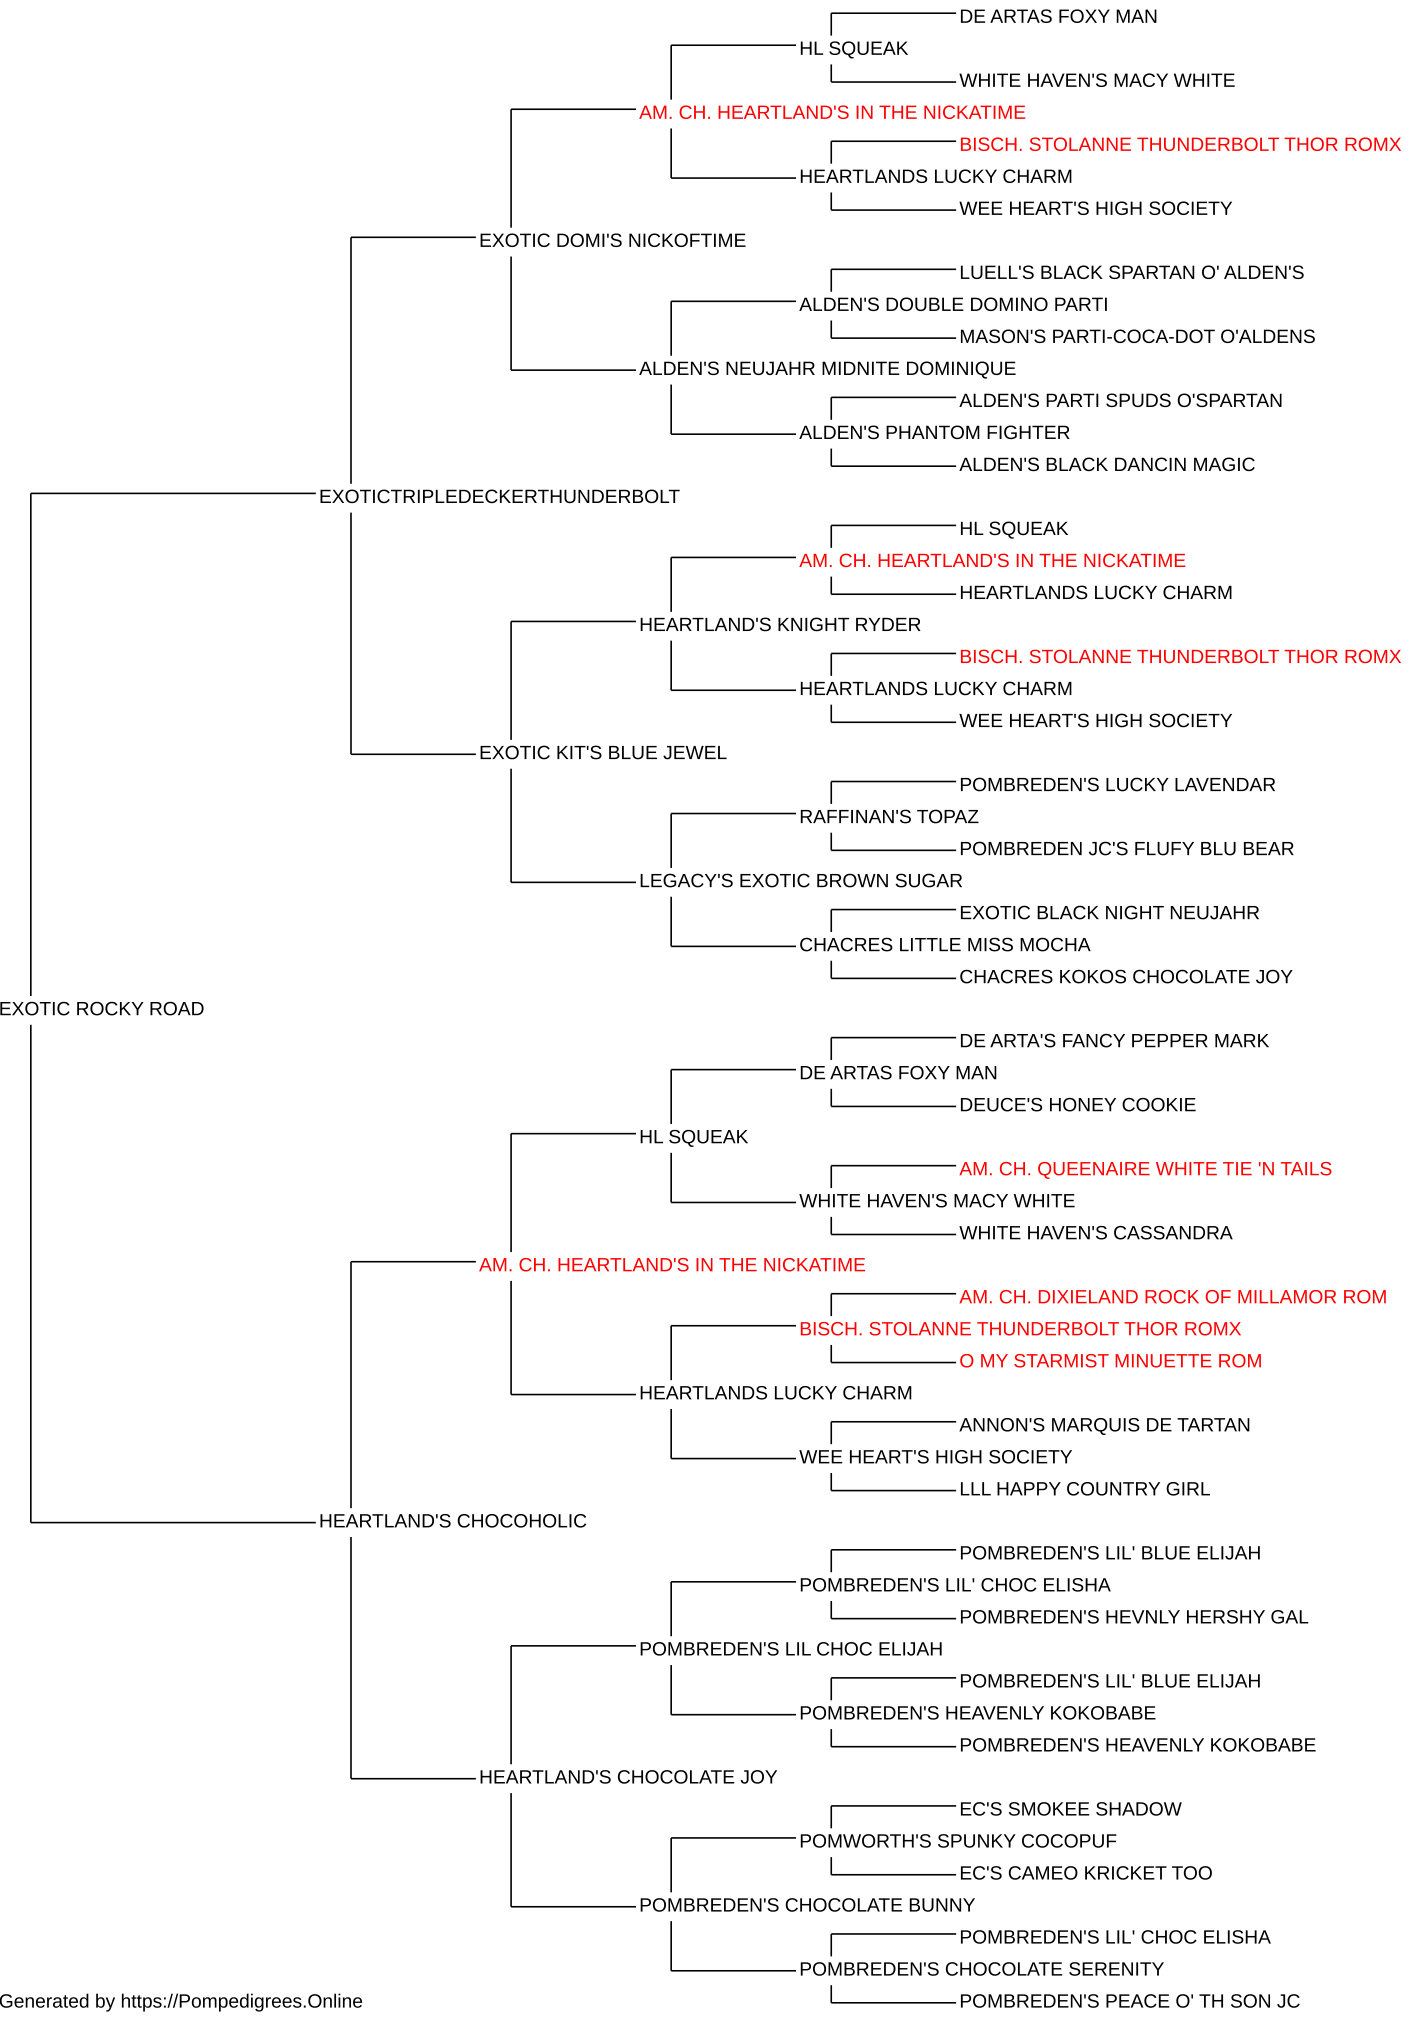 DE ARTAS FOXY MAN
HL SQUEAK
WHITE HAVEN'S MACY WHITE
AM. CH. HEARTLAND'S IN THE NICKATIME
BISCH. STOLANNE THUNDERBOLT THOR ROMX
HEARTLANDS LUCKY CHARM
WEE HEART'S HIGH SOCIETY
EXOTIC DOMI'S NICKOFTIME
LUELL'S BLACK SPARTAN O' ALDEN'S
ALDEN'S DOUBLE DOMINO PARTI
MASON'S PARTI-COCA-DOT O'ALDENS
ALDEN'S NEUJAHR MIDNITE DOMINIQUE
ALDEN'S PARTI SPUDS O'SPARTAN
ALDEN'S PHANTOM FIGHTER
ALDEN'S BLACK DANCIN MAGIC
EXOTICTRIPLEDECKERTHUNDERBOLT
HL SQUEAK
AM. CH. HEARTLAND'S IN THE NICKATIME
HEARTLANDS LUCKY CHARM
HEARTLAND'S KNIGHT RYDER
BISCH. STOLANNE THUNDERBOLT THOR ROMX
HEARTLANDS LUCKY CHARM
WEE HEART'S HIGH SOCIETY
EXOTIC KIT'S BLUE JEWEL
POMBREDEN'S LUCKY LAVENDAR
RAFFINAN'S TOPAZ
POMBREDEN JC'S FLUFY BLU BEAR
LEGACY'S EXOTIC BROWN SUGAR
EXOTIC BLACK NIGHT NEUJAHR
CHACRES LITTLE MISS MOCHA
CHACRES KOKOS CHOCOLATE JOY
EXOTIC ROCKY ROAD
DE ARTA'S FANCY PEPPER MARK
DE ARTAS FOXY MAN
DEUCE'S HONEY COOKIE
HL SQUEAK
AM. CH. QUEENAIRE WHITE TIE 'N TAILS
WHITE HAVEN'S MACY WHITE
WHITE HAVEN'S CASSANDRA
AM. CH. HEARTLAND'S IN THE NICKATIME
AM. CH. DIXIELAND ROCK OF MILLAMOR ROM
BISCH. STOLANNE THUNDERBOLT THOR ROMX
O MY STARMIST MINUETTE ROM
HEARTLANDS LUCKY CHARM
ANNON'S MARQUIS DE TARTAN
WEE HEART'S HIGH SOCIETY
LLL HAPPY COUNTRY GIRL
HEARTLAND'S CHOCOHOLIC
POMBREDEN'S LIL' BLUE ELIJAH
POMBREDEN'S LIL' CHOC ELISHA
POMBREDEN'S HEVNLY HERSHY GAL
POMBREDEN'S LIL CHOC ELIJAH
POMBREDEN'S LIL' BLUE ELIJAH
POMBREDEN'S HEAVENLY KOKOBABE
POMBREDEN'S HEAVENLY KOKOBABE
HEARTLAND'S CHOCOLATE JOY
EC'S SMOKEE SHADOW
POMWORTH'S SPUNKY COCOPUF
EC'S CAMEO KRICKET TOO
POMBREDEN'S CHOCOLATE BUNNY
POMBREDEN'S LIL' CHOC ELISHA
POMBREDEN'S CHOCOLATE SERENITY
POMBREDEN'S PEACE O' TH SON JC
Generated by https://Pompedigrees.Online